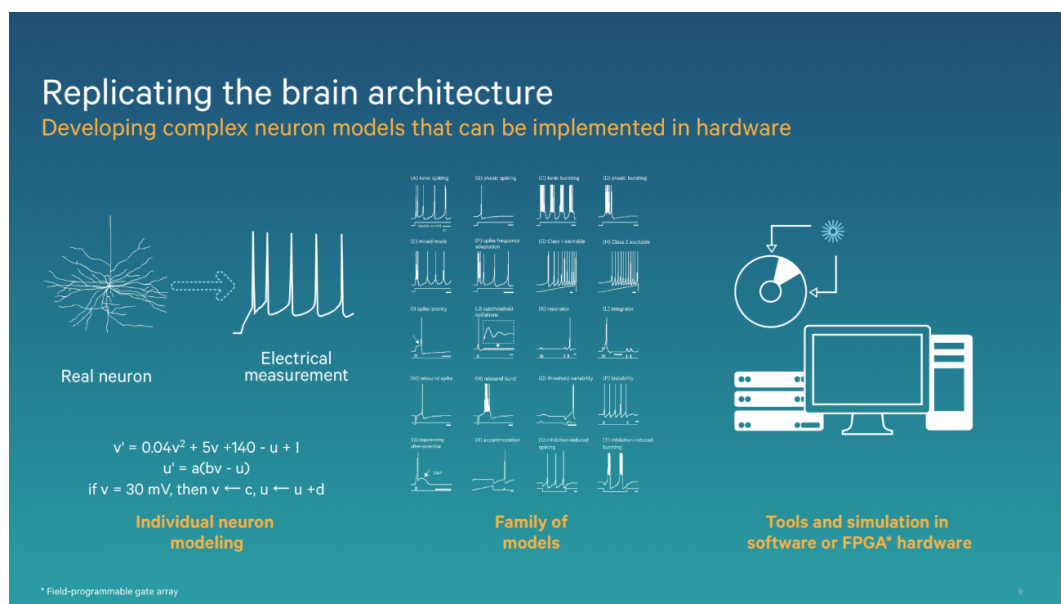 Replicating the brain architecture
Developing complex neuron models that can be implemented in hardware
Real neuron
Electrical
measurement
v' = 0.04v² + 5v +140 - u + I
u' = a(bv - u)
if v = 30 mV, then v ← c, u ← u +d
Individual neuron
modeling
(A) tonic spiking
(B) phasic spiking
(C) tonic bursting
(D) phasic bursting
(E) mixed mode
(F) spike frequency
adaptation
(G) Class 1 excitable
(H) Class 2 excitable
(I) spike latency
(J) subthreshold
oscillations
(K) resonator
(L) integrator
(M) rebound spike
(N) rebound burst
(O) threshold variability
(P) bistability
(Q) depolarizing
after-potential
DAP
(R) accommodation
(S) inhibition-induced
spiking
(T) inhibition-induced
bursting
Family of
models
Tools and simulation in
software or FPGA* hardware
* Field-programmable gate array
9